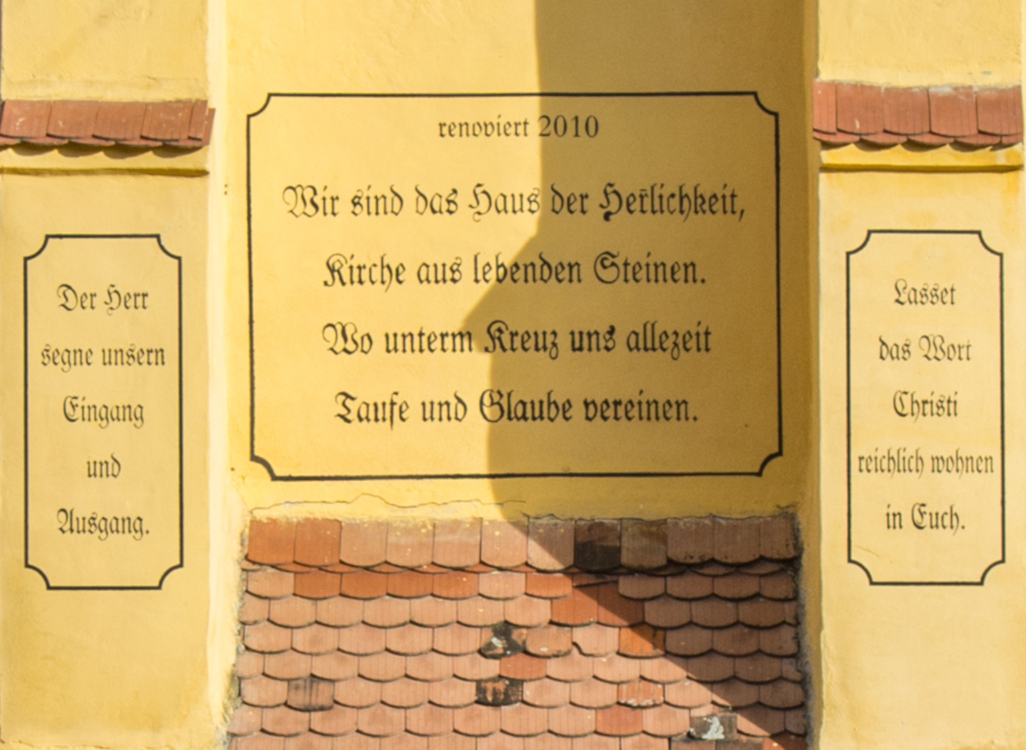 renoviert 2010
Wir sind das Haus der Herlichkeit,
Kirche aus lebenden Steinen.
Wo unterm Kreuz uns allezeit
Taufe und Glaube vereinen.
Der Herr
segne unsern
Eingang
und
Ausgang.
Lasset
das Wort
Christi
reichlich wohnen
in Euch.